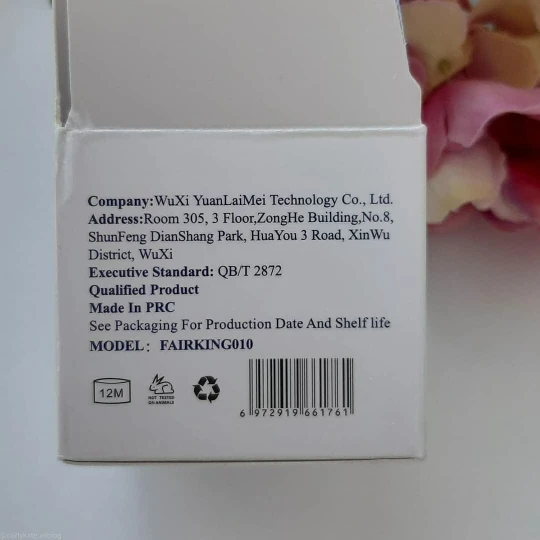 Company:WuXi YuanLaiMei Technology Co., Ltd.
Address:Room 305, 3 Floor,ZongHe Building,No.8,
ShunFeng DianShang Park, HuaYou 3 Road, XinWu
District, WuXi
Executive Standard: QB/T 2872
Qualified Product
Made In PRC
See Packaging For Production Date And Shelf life
MODEL：FAIRKING010
12M
NOT TESTED
ON ANIMALS
6 972919 661761